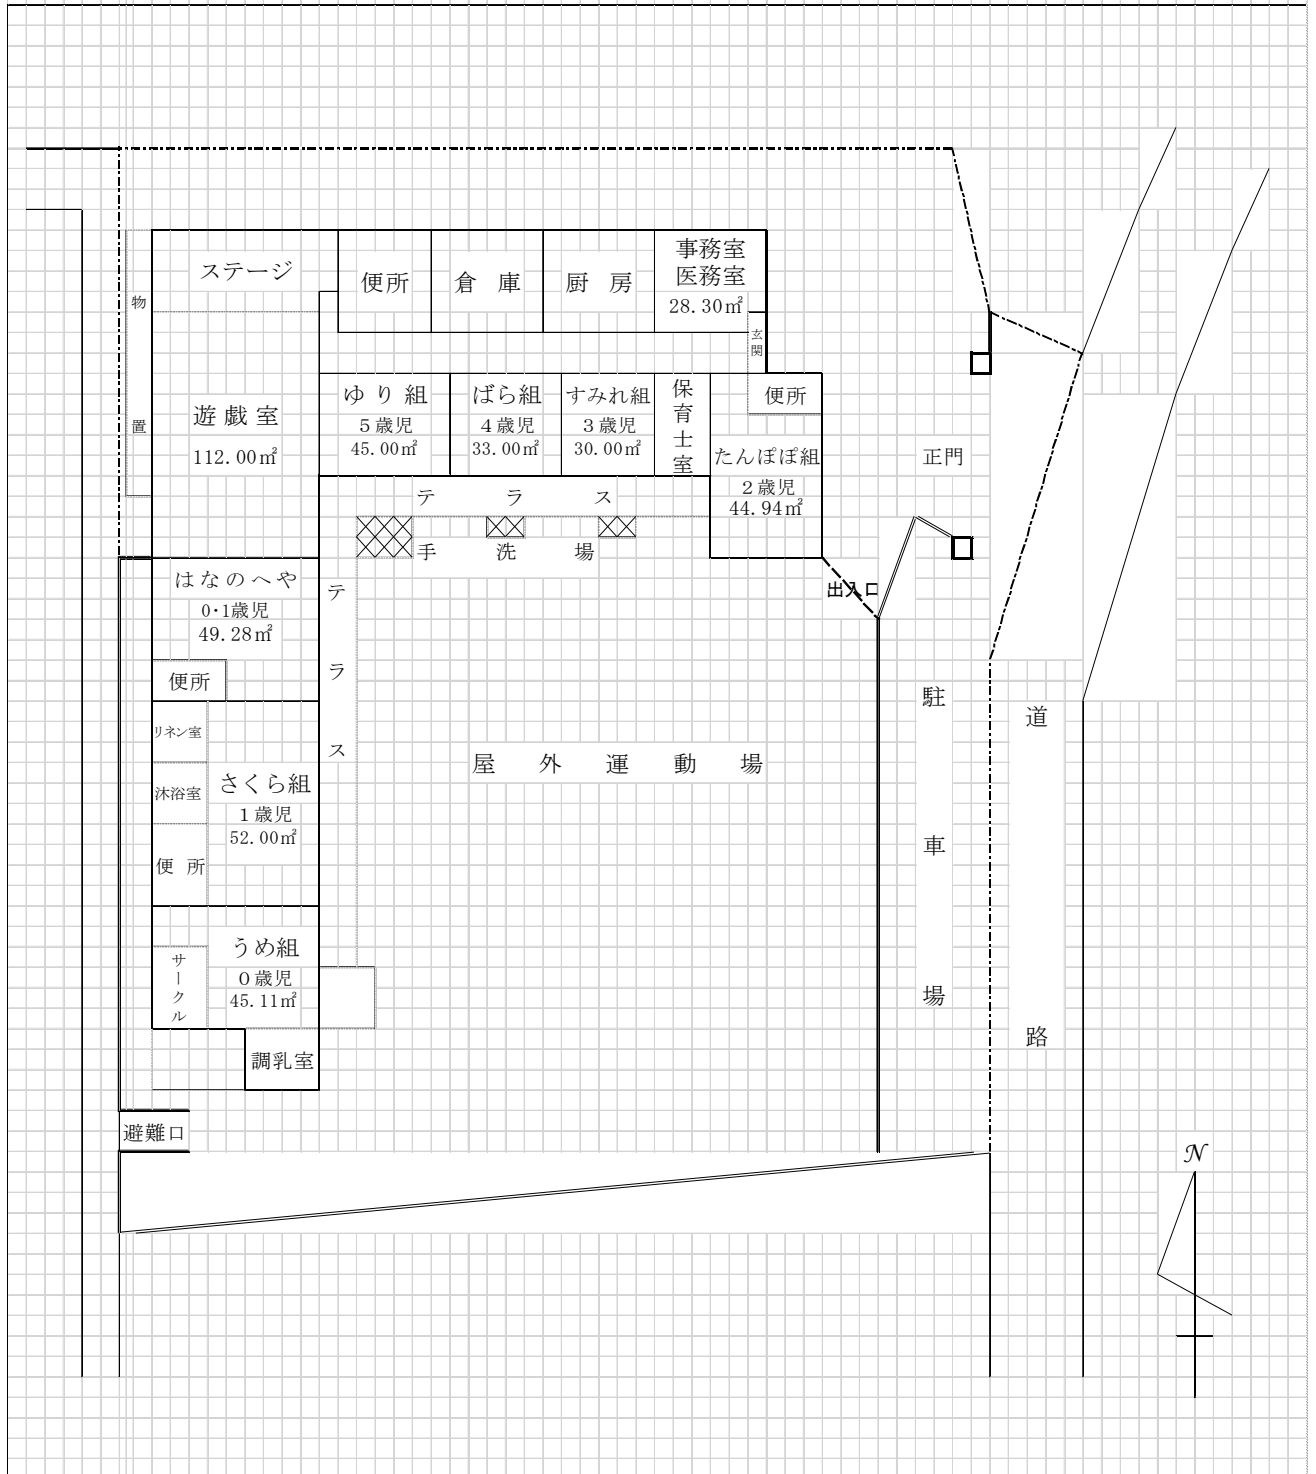 ステージ
便所
倉 庫
厨 房
事務室
医務室
28.30㎡
物置
玄関
遊 戯 室
112.00㎡
ゆ り 組
5歳児
45.00㎡
ばら組
4歳児
33.00㎡
すみれ組
3歳児
30.00㎡
保育士室
便所
たんぽぽ組
2歳児
44.94㎡
正門
テ ラ ス
手 洗 場
出入口
は な の へ や
0・1歳児
49.28㎡
便所
テラス
リネン室
沐浴室
便 所
さくら組
1歳児
52.00㎡
屋 外 運 動 場
駐車場
道路
うめ組
0歳児
45.11㎡
サークル
調乳室
避難口
N